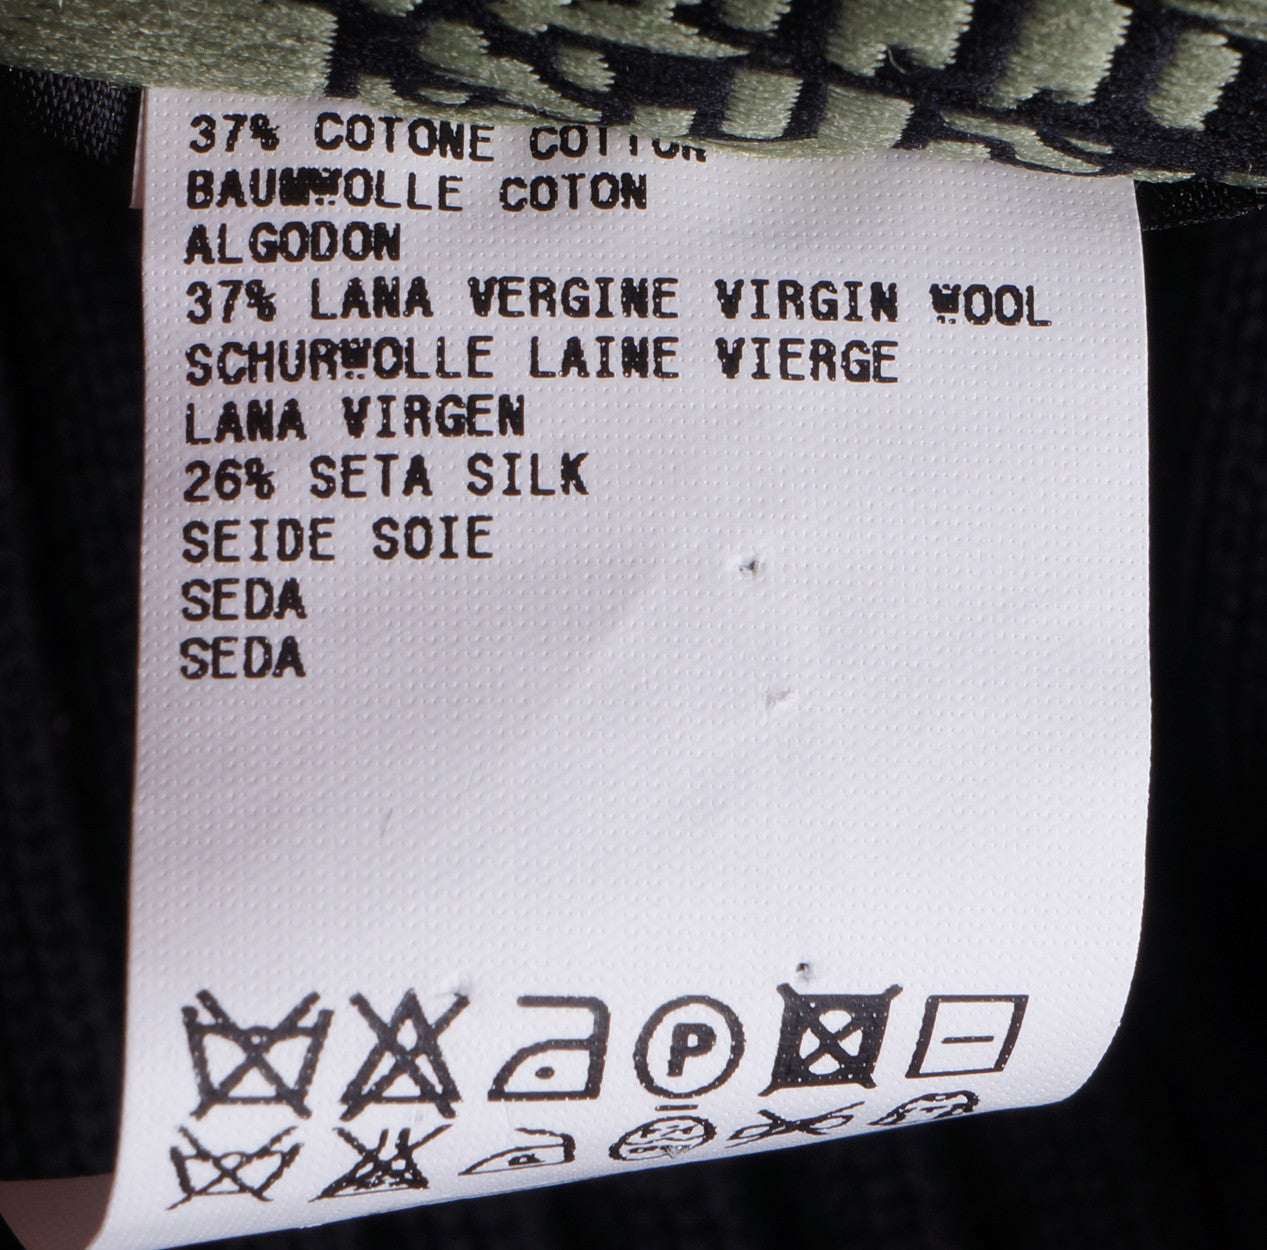 37% COTONE COTTON
BAUMWOLLE COTON
ALGODON
37% LANA VERGINE VIRGIN WOOL
SCHURWOLLE LAINE VIERGE
LANA VIRGEN
26% SETA SILK
SEIDE SOIE
SEDA
SEDA
P